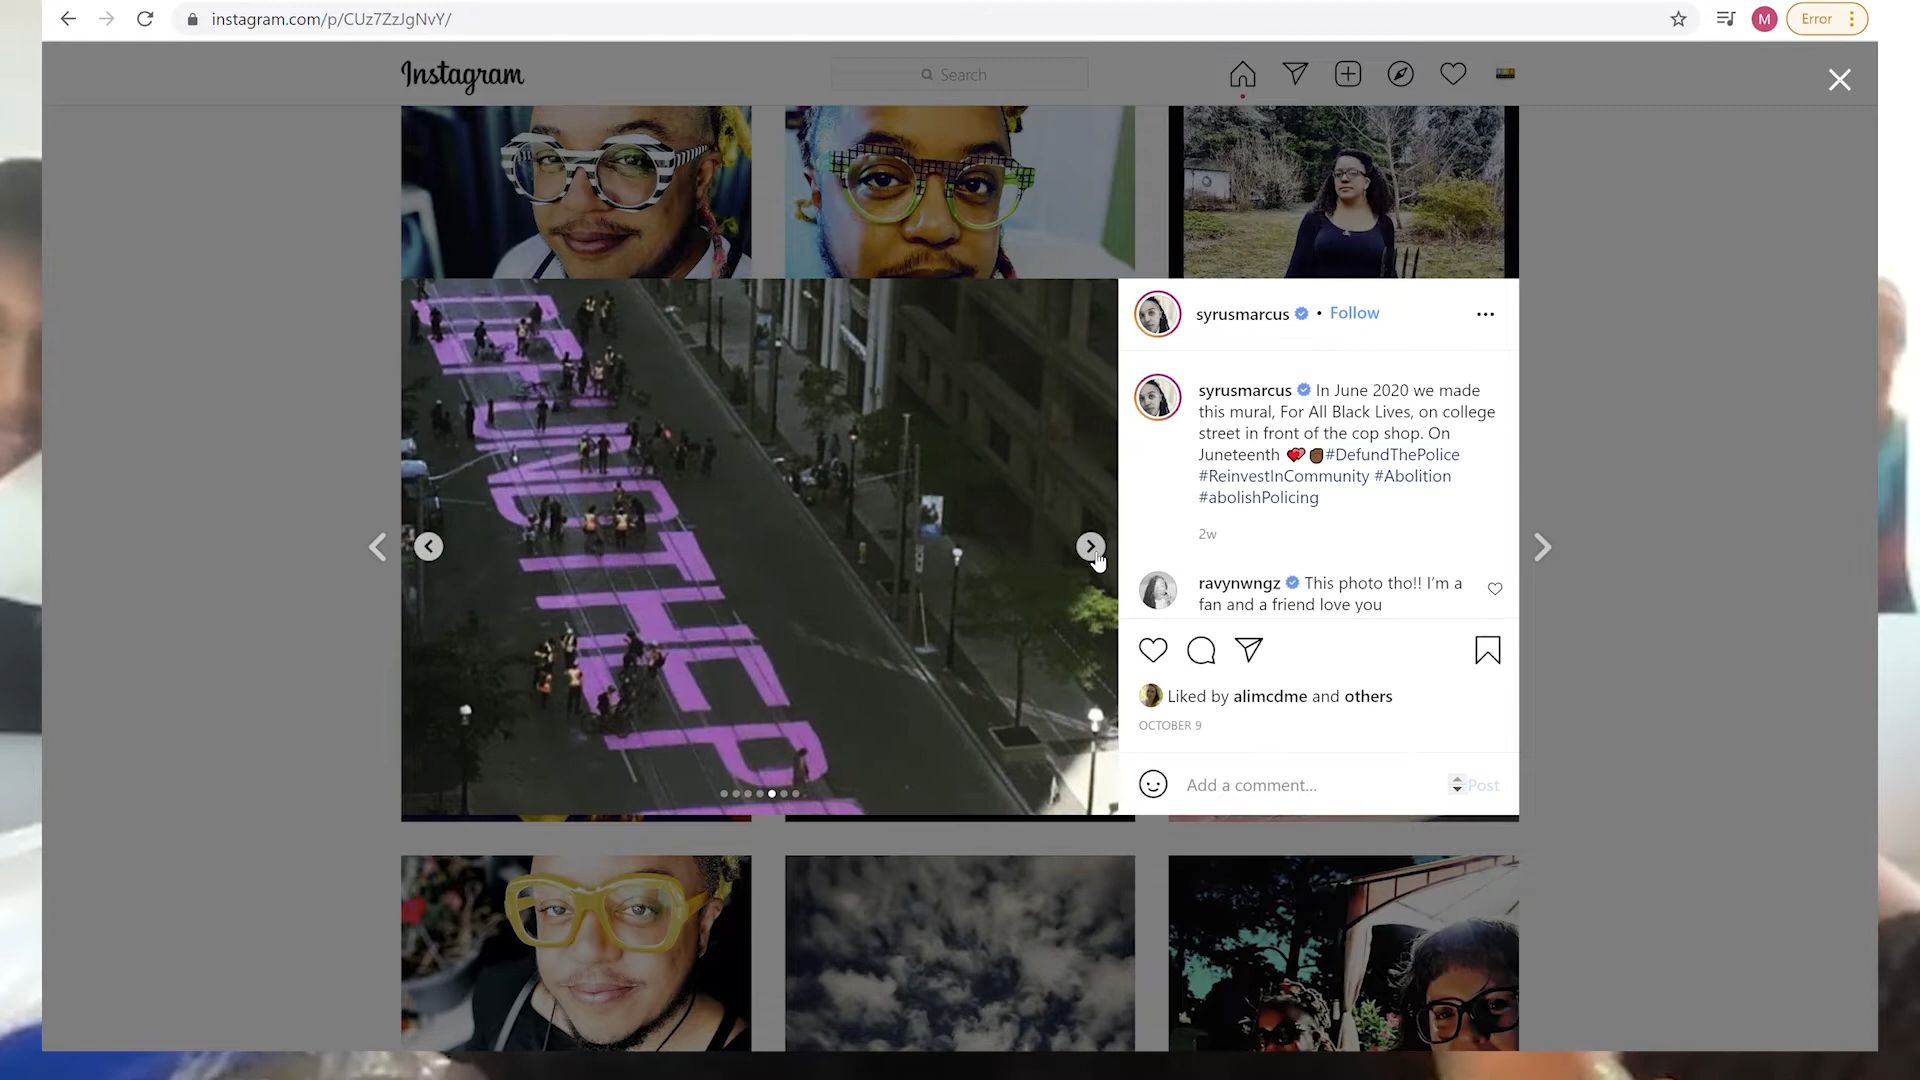 instagram.com/p/CUz7ZzJgNvY/
M
Error
Instagram
Search
syrusmarcus • Follow
syrusmarcus In June 2020 we made
this mural, For All Black Lives, on college
street in front of the cop shop. On
Juneteenth #DefundThePolice
#ReinvestInCommunity #Abolition
#abolishPolicing
2w
ravynwngz This photo tho!! I'm a
fan and a friend love you
Liked by alimcdme and others
OCTOBER 9
Add a comment...
Post
FUND
THE
P